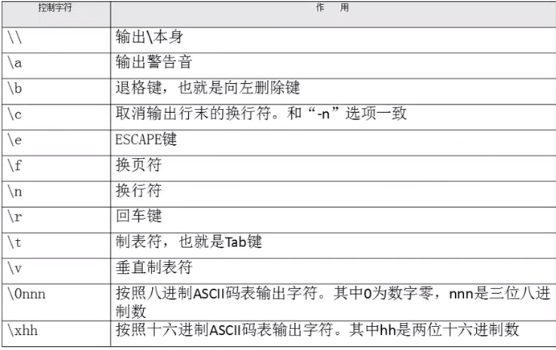 控制字符 作 用
\\ 输出\本身
\a 输出警告音
\b 退格键，也就是向左删除键
\c 取消输出行末的换行符。和“-n”选项一致
\e ESCAPE键
\f 换页符
\n 换行符
\r 回车键
\t 制表符，也就是Tab键
\v 垂直制表符
\0nnn 按照八进制ASCII码表输出字符。其中0为数字零，nnn是三位八进
制数
\xhh 按照十六进制ASCII码表输出字符。其中hh是两位十六进制数